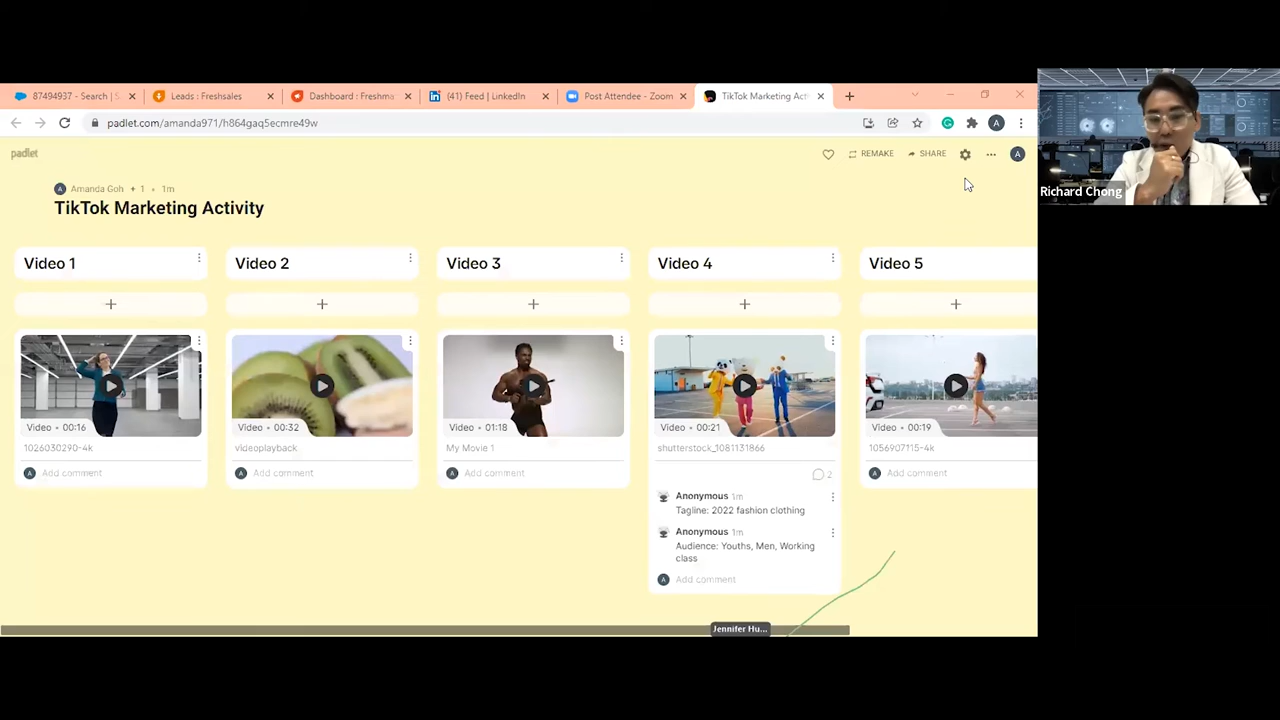 87494937 - Search | S
Leads : Freshsales
Dashboard : Freshma
(41) Feed | LinkedIn
Post Attendee - Zoom
TikTok Marketing Acti
padlet.com/amanda971/h864gaq5ecmre49w
A
padlet
REMAKE
SHARE
A
A Amanda Goh + 1 • 1m
TikTok Marketing Activity
Richard Chong
Video 1
Video 2
Video 3
Video 4
Video 5
Video • 00:16
Video • 00:32
Video • 01:18
Video • 00:21
Video • 00:19
1026030290-4k
videoplayback
My Movie 1
shutterstock_1081131866
1056907115-4k
A Add comment
A Add comment
A Add comment
2
A Add comment
Anonymous 1m
Tagline: 2022 fashion clothing
Anonymous 1m
Audience: Youths, Men, Working
class
A Add comment
Jennifer Hu...